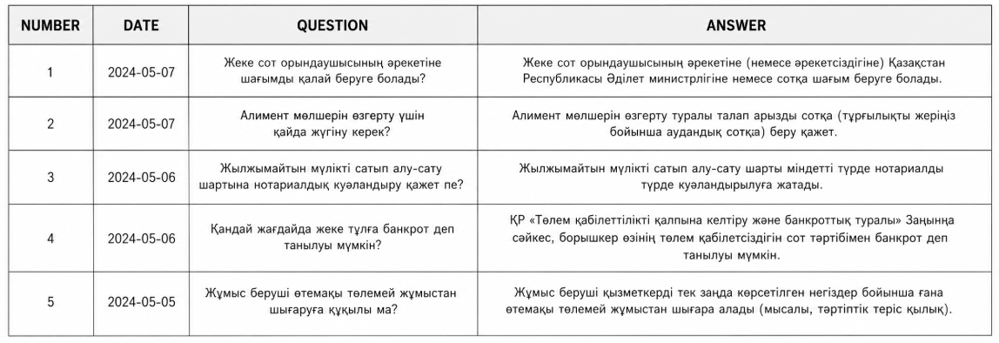 NUMBER DATE QUESTION ANSWER
1 2024-05-07 Жеке сот орындаушысының әрекетіне шағымды қалай беруге болады? Жеке сот орындаушысының әрекетіне (немесе әрекетсіздігіне) Қазақстан Республикасы Әділет министрлігіне немесе сотқа шағым беруге болады.
2 2024-05-07 Алимент мөлшерін өзгерту үшін қайда жүгіну керек? Алимент мөлшерін өзгерту туралы талап арызды сотқа (тұрғылықты жеріңіз бойынша аудандық сотқа) беру қажет.
3 2024-05-06 Жылжымайтын мүлікті сатып алу-сату шартына нотариалдық куәландыру қажет пе? Жылжымайтын мүлікті сатып алу-сату шарты міндетті түрде нотариалды түрде куәландырылуға жатады.
4 2024-05-06 Қандай жағдайда жеке тұлға банкрот деп танылуы мүмкін? ҚР «Төлем қабілеттілікті қалпына келтіру және банкроттық туралы» Заңынңа сәйкес, борышкер өзінің төлем қабілетсіздігін сот тәртібімен банкрот деп танылуы мүмкін.
5 2024-05-05 Жұмыс беруші өтемақы төлемей жұмыстан шығаруға құқылы ма? Жұмыс беруші қызметкерді тек заңда көрсетілген негіздер бойынша ғана өтемақы төлемей жұмыстан шығара алады (мысалы, тәртіптік теріс қылық).